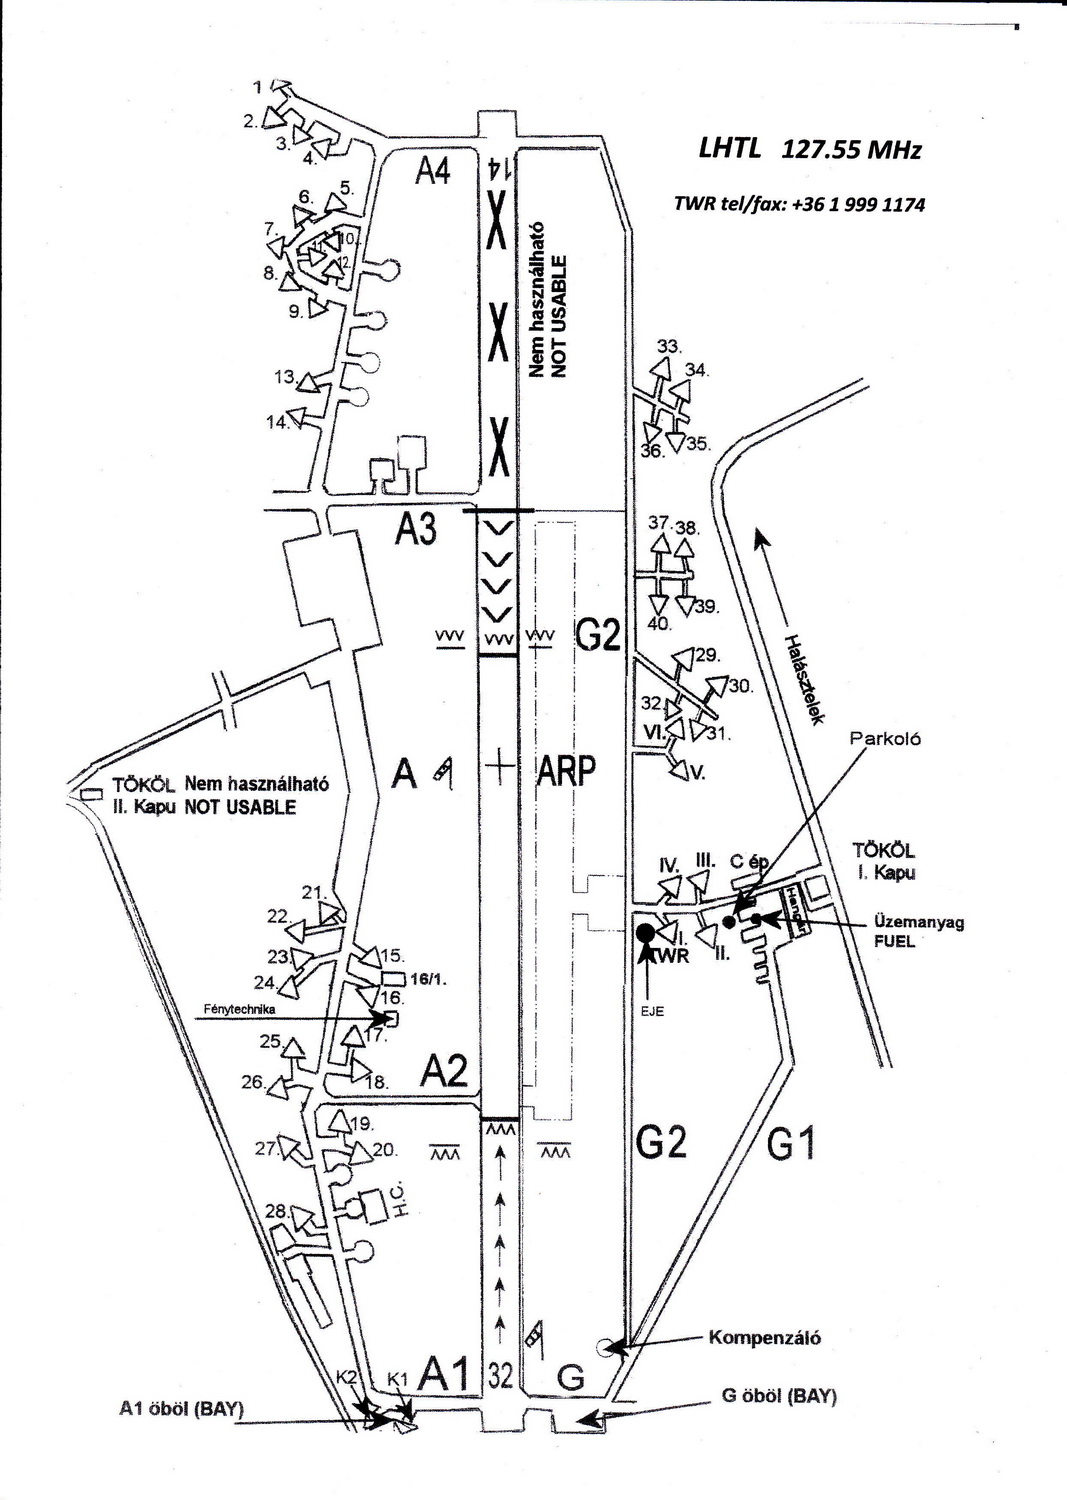 LHTL 127.55 MHz
TWR tel/fax: +36 1 999 1174
1
2.
3.
4.
A4
14
Nem használható
NOT USABLE
5.
6.
7.
8.
9.
10.
11.
12.
13.
14.
33.
34.
35.
36.
A3
37.
38.
39.
40.
G2
29.
30.
31.
32.
VI.
V.
Halásztelek
Parkoló
A
ARP
TÖKÖL Nem használható
II. Kapu NOT USABLE
TÖKÖL
I. Kapu
IV.
III.
C ép.
Hangár
Üzemanyag
FUEL
I.
II.
TWR
EJE
21.
22.
23.
24.
15.
16/1.
16.
Fénytechnika
17.
18.
25.
26.
A2
19.
20.
27.
28.
H.C.
G2
G1
Kompenzáló
A1
32
G
K2
K1
A1 öböl (BAY)
G öböl (BAY)